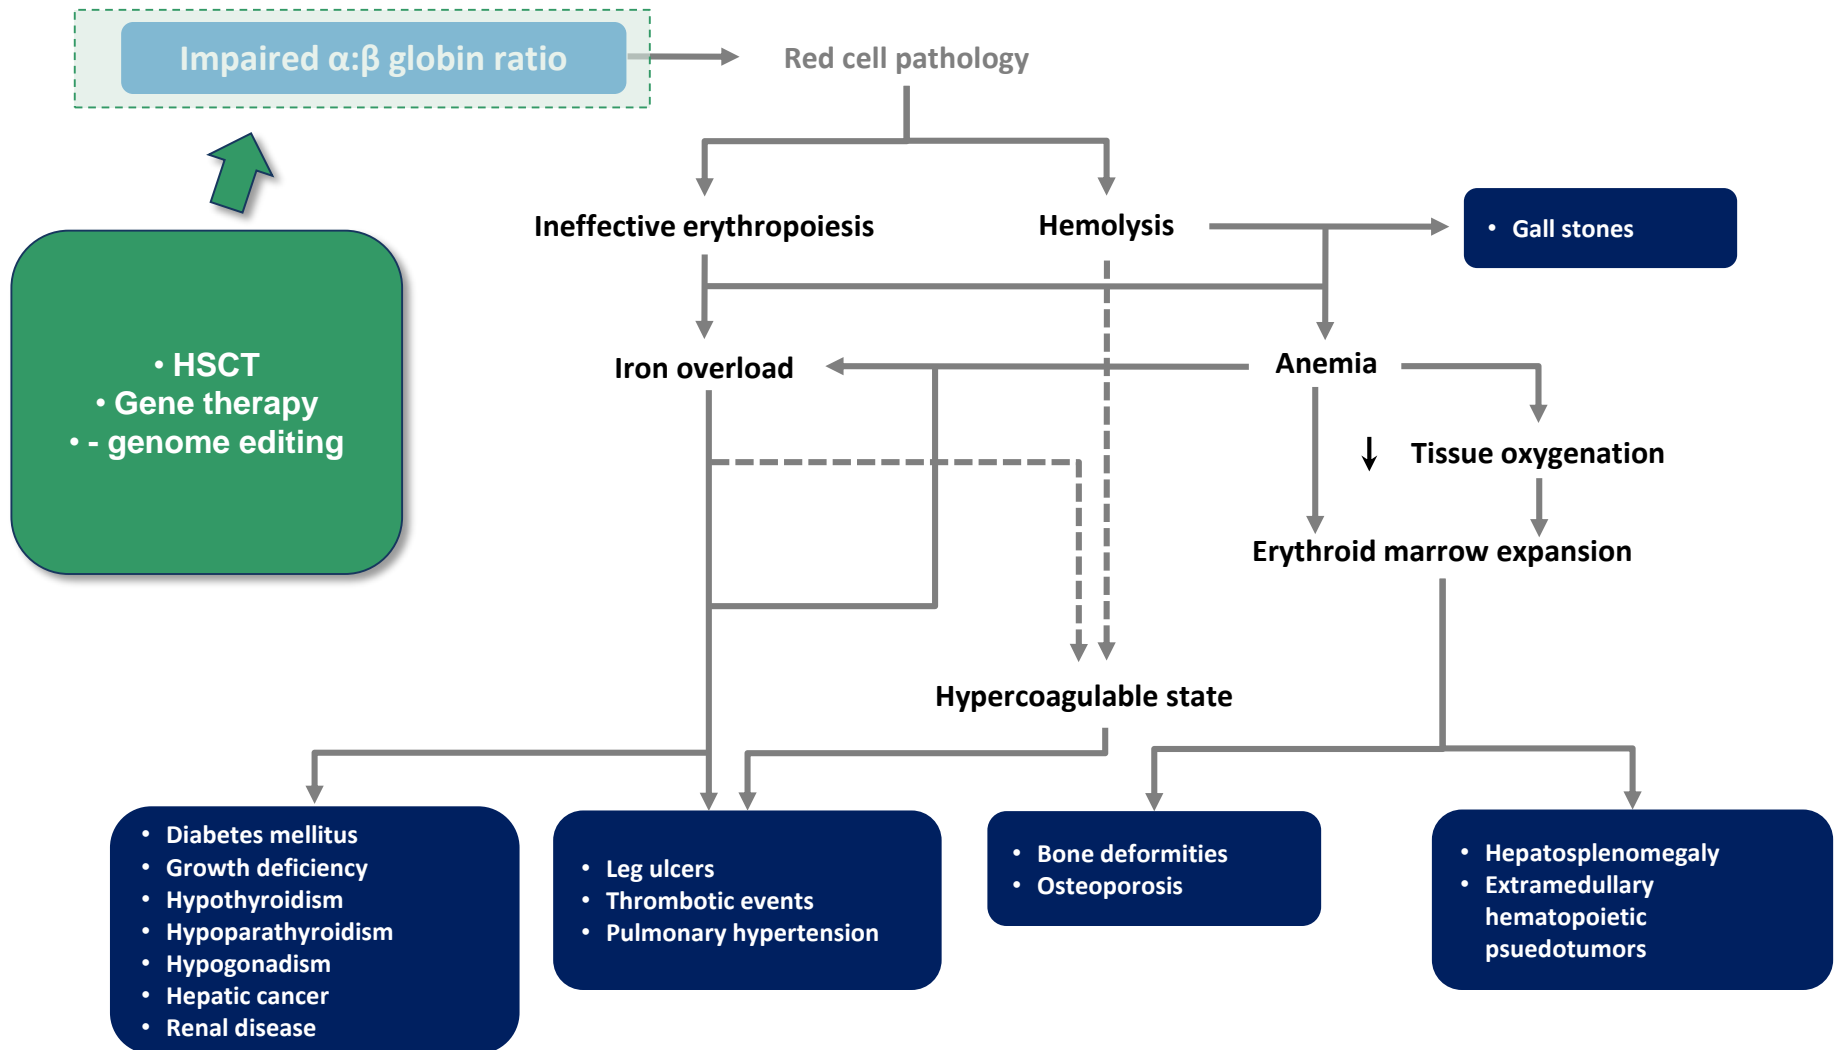 Impaired α:β globin ratio
Red cell pathology
Ineffective erythropoiesis
Hemolysis
• Gall stones
• HSCT
• Gene therapy
• - genome editing
Iron overload
Anemia
↓ Tissue oxygenation
Erythroid marrow expansion
Hypercoagulable state
• Diabetes mellitus
• Growth deficiency
• Hypothyroidism
• Hypoparathyroidism
• Hypogonadism
• Hepatic cancer
• Renal disease
• Leg ulcers
• Thrombotic events
• Pulmonary hypertension
• Bone deformities
• Osteoporosis
• Hepatosplenomegaly
• Extramedullary
hematopoietic
psuedotumors